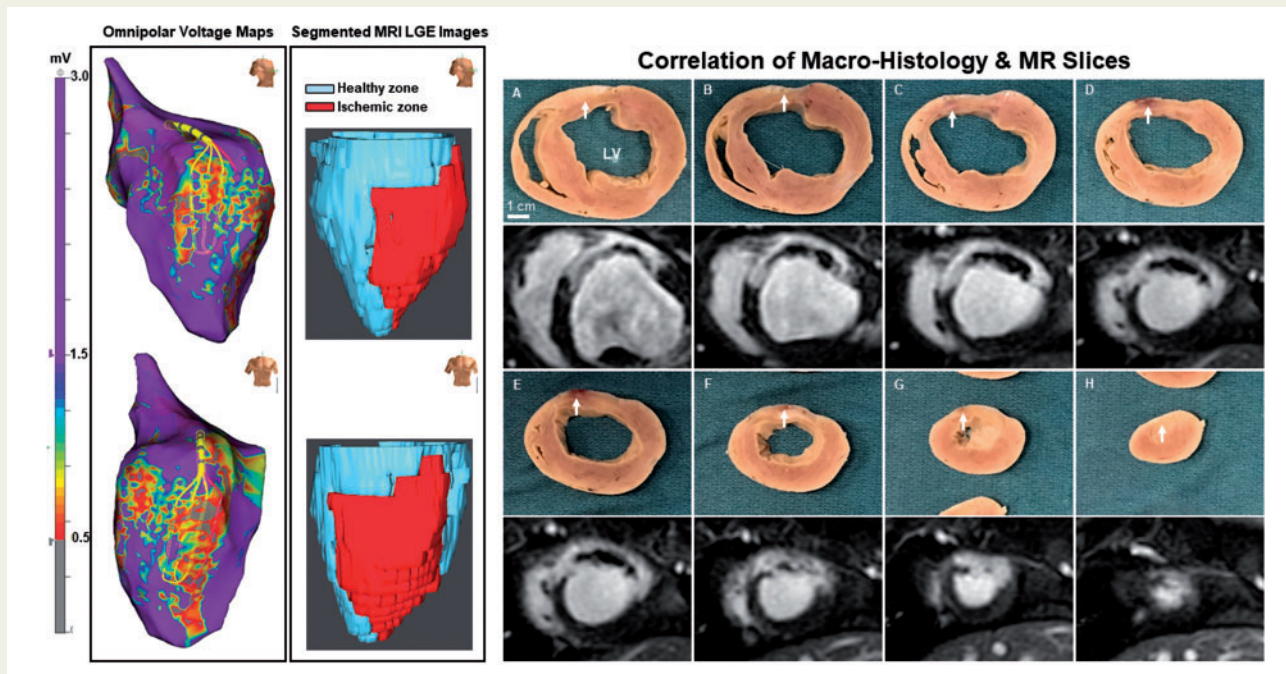 Omnipolar Voltage Maps
Segmented MRI LGE Images
mV
3.0
1.5
0.5
Healthy zone
Ischemic zone
Correlation of Macro-Histology & MR Slices
A
B
C
D
LV
1 cm
E
F
G
H